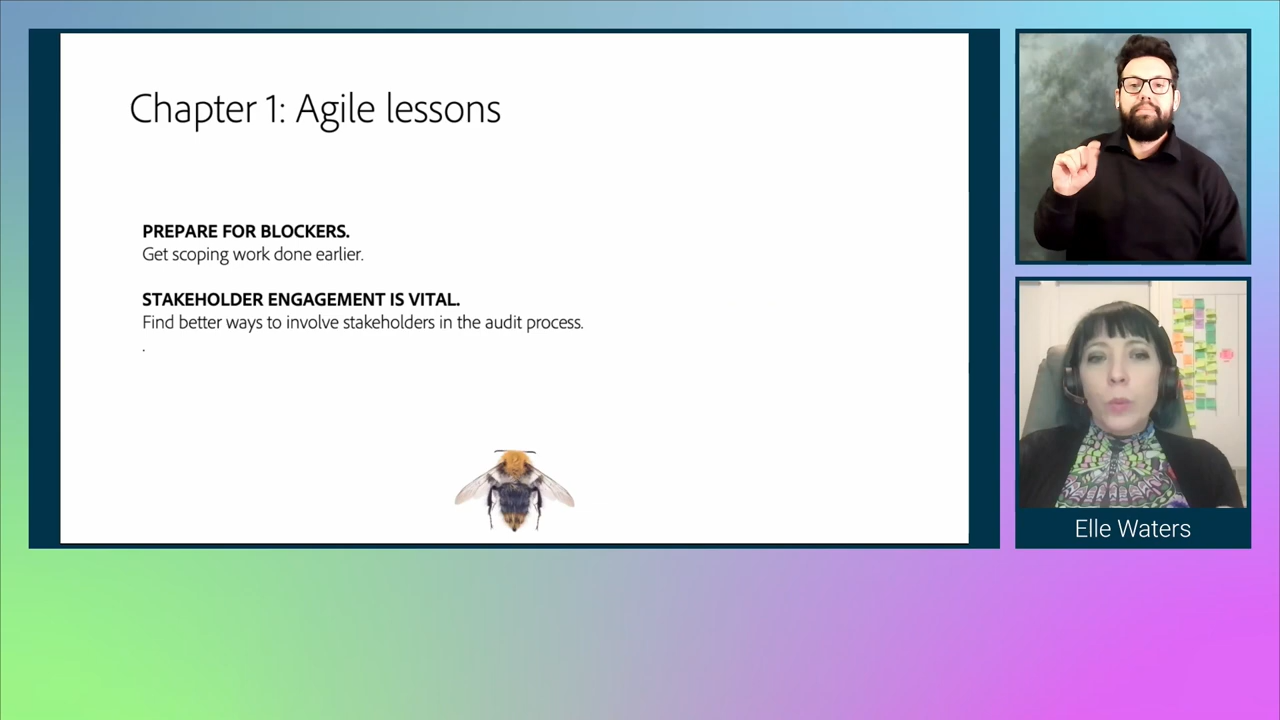 Chapter 1: Agile lessons
PREPARE FOR BLOCKERS.
Get scoping work done earlier.
STAKEHOLDER ENGAGEMENT IS VITAL.
Find better ways to involve stakeholders in the audit process.
.
Elle Waters